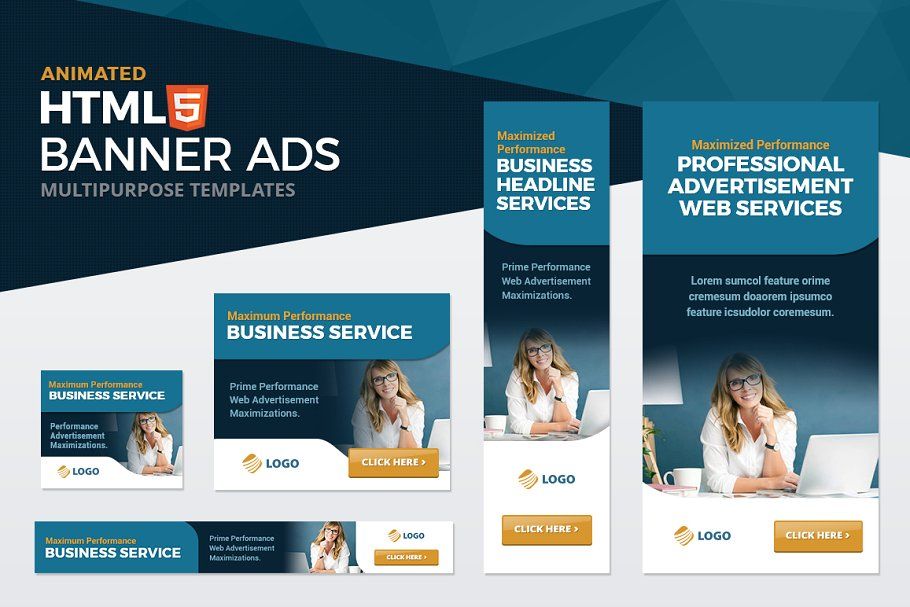 ANIMATED
HTML5
BANNER ADS
MULTIPURPOSE TEMPLATES
Maximum Performance
BUSINESS SERVICE
Performance
Advertisement
Maximizations.
LOGO
Maximum Performance
BUSINESS SERVICE
Prime Performance
Web Advertisement
Maximizations.
LOGO
CLICK HERE >
Maximum Performance
BUSINESS SERVICE
Prime Performance
Web Advertisement
Maximizations.
LOGO
CLICK HERE >
Maximized
Performance
BUSINESS
HEADLINE
SERVICES
Prime Performance
Web Advertisement
Maximizations.
LOGO
CLICK HERE >
Maximized Performance
PROFESSIONAL
ADVERTISEMENT
WEB SERVICES
Lorem sumcol feature orime
cremesum doaorem ipsumco
feature icsudolor coremesum.
LOGO
CLICK HERE >